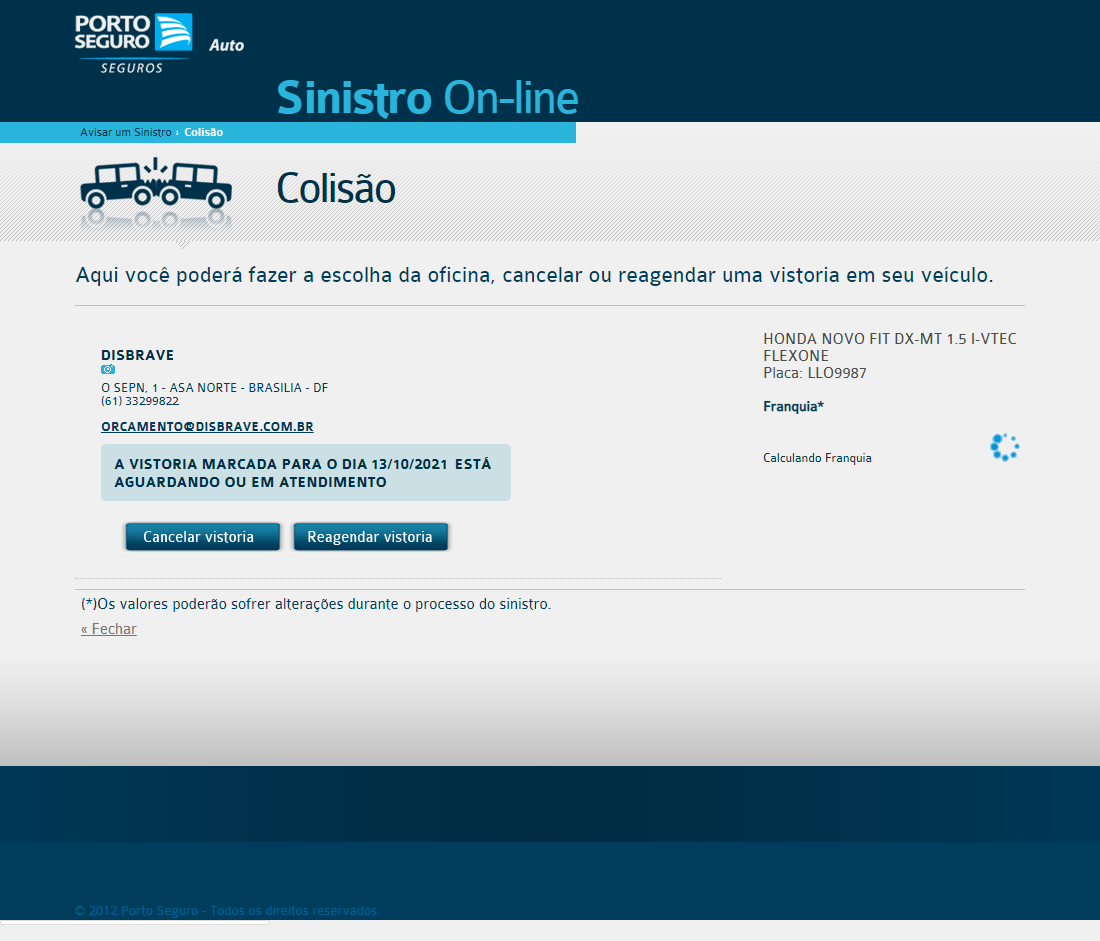 PORTO
SEGURO
Auto
SEGUROS
Sinistro On-line
Avisar um Sinistro › Colisão
Colisão
Aqui você poderá fazer a escolha da oficina, cancelar ou reagendar uma vistoria em seu veículo.
DISBRAVE
O SEPN, 1 - ASA NORTE - BRASILIA - DF
(61) 33299822
ORCAMENTO@DISBRAVE.COM.BR
A VISTORIA MARCADA PARA O DIA 13/10/2021 ESTÁ
AGUARDANDO OU EM ATENDIMENTO
Cancelar vistoria
Reagendar vistoria
HONDA NOVO FIT DX-MT 1.5 I-VTEC
FLEXONE
Placa: LLO9987
Franquia*
Calculando Franquia
(*)Os valores poderão sofrer alterações durante o processo do sinistro.
« Fechar
© 2012 Porto Seguro - Todos os direitos reservados.